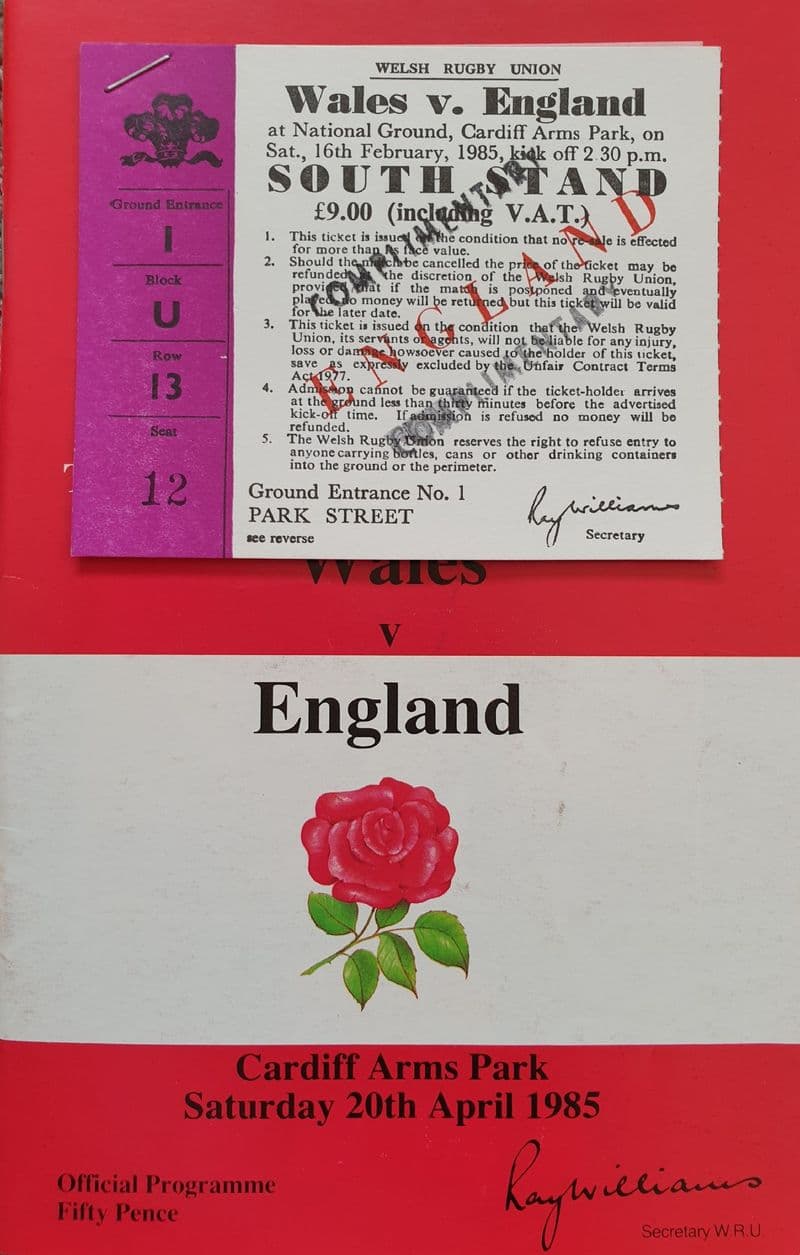 WELSH RUGBY UNION
Wales v. England
at National Ground, Cardiff Arms Park, on
Sat., 16th February, 1985, kick off 2.30 p.m.
SOUTH STAND
£9.00 (including V.A.T.)
1. This ticket is issued on the condition that no re-sale is effected
for more than its face value.
2. Should the match be cancelled the price of the ticket may be
refunded at the discretion of the Welsh Rugby Union,
provided that if the match is postponed and eventually
played no money will be returned but this ticket will be valid
for the later date.
3. This ticket is issued on the condition that the Welsh Rugby
Union, its servants or agents, will not be liable for any injury,
loss or damage howsoever caused to the holder of this ticket,
save as expressly excluded by the Unfair Contract Terms
Act 1977.
4. Admission cannot be guaranteed if the ticket-holder arrives
at the ground less than thirty minutes before the advertised
kick-off time. If admission is refused no money will be
refunded.
5. The Welsh Rugby Union reserves the right to refuse entry to
anyone carrying bottles, cans or other drinking containers
into the ground or the perimeter.
Ground Entrance No. 1
PARK STREET
see reverse
Ray Williams
Secretary
COMPLIMENTARY
ENGLAND
COMPLIMENTARY
Ground Entrance
1
Block
U
Row
13
Seat
12
Wales
v
England
Cardiff Arms Park
Saturday 20th April 1985
Official Programme
Fifty Pence
Ray Williams
Secretary W.R.U.